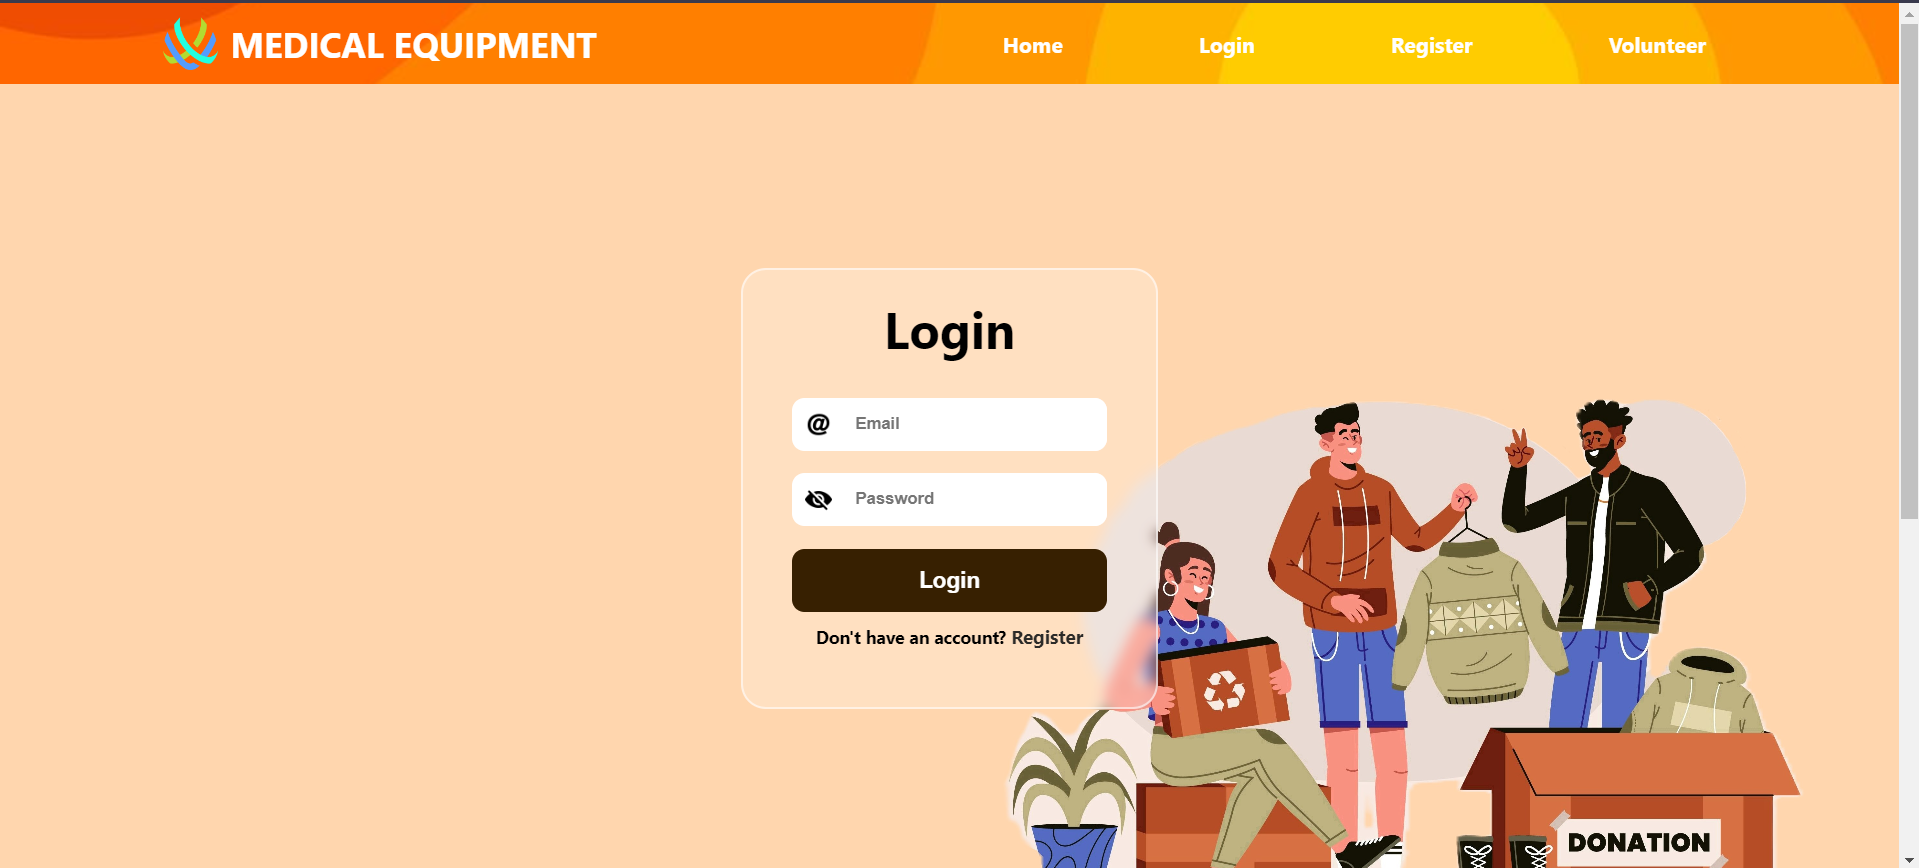 MEDICAL EQUIPMENT
Home Login Register Volunteer
Login
@ Email
Password
Login
Don't have an account? Register
DONATION